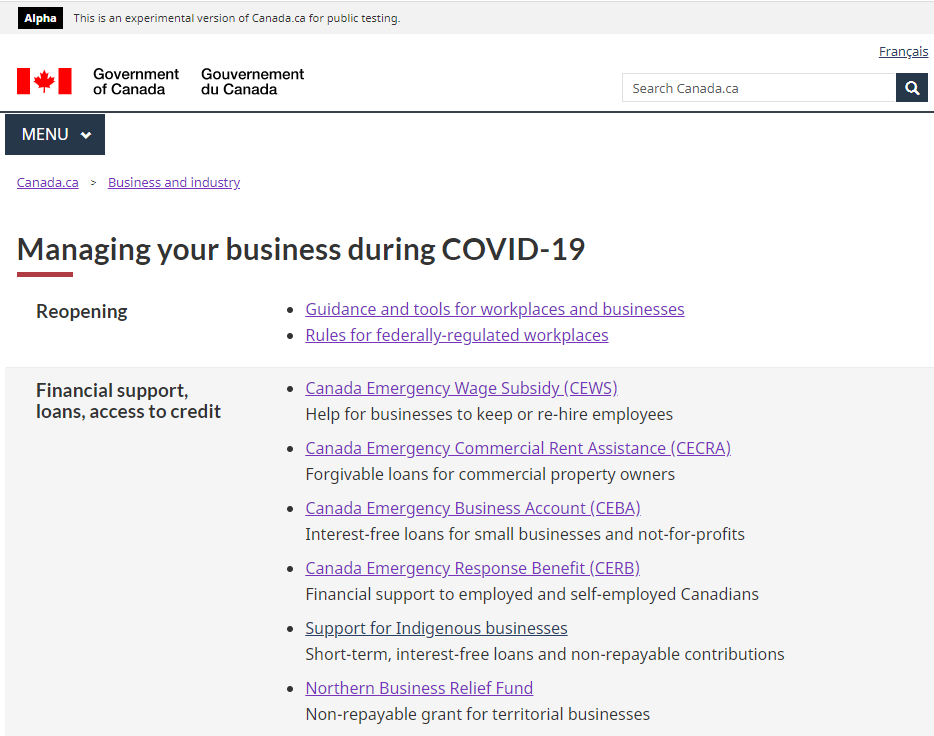 Alpha This is an experimental version of Canada.ca for public testing.
Français
Government of Canada
Gouvernement du Canada
Search Canada.ca
MENU
Canada.ca > Business and industry
Managing your business during COVID-19
Reopening
• Guidance and tools for workplaces and businesses
• Rules for federally-regulated workplaces
Financial support,
loans, access to credit
• Canada Emergency Wage Subsidy (CEWS)
Help for businesses to keep or re-hire employees
• Canada Emergency Commercial Rent Assistance (CECRA)
Forgivable loans for commercial property owners
• Canada Emergency Business Account (CEBA)
Interest-free loans for small businesses and not-for-profits
• Canada Emergency Response Benefit (CERB)
Financial support to employed and self-employed Canadians
• Support for Indigenous businesses
Short-term, interest-free loans and non-repayable contributions
• Northern Business Relief Fund
Non-repayable grant for territorial businesses